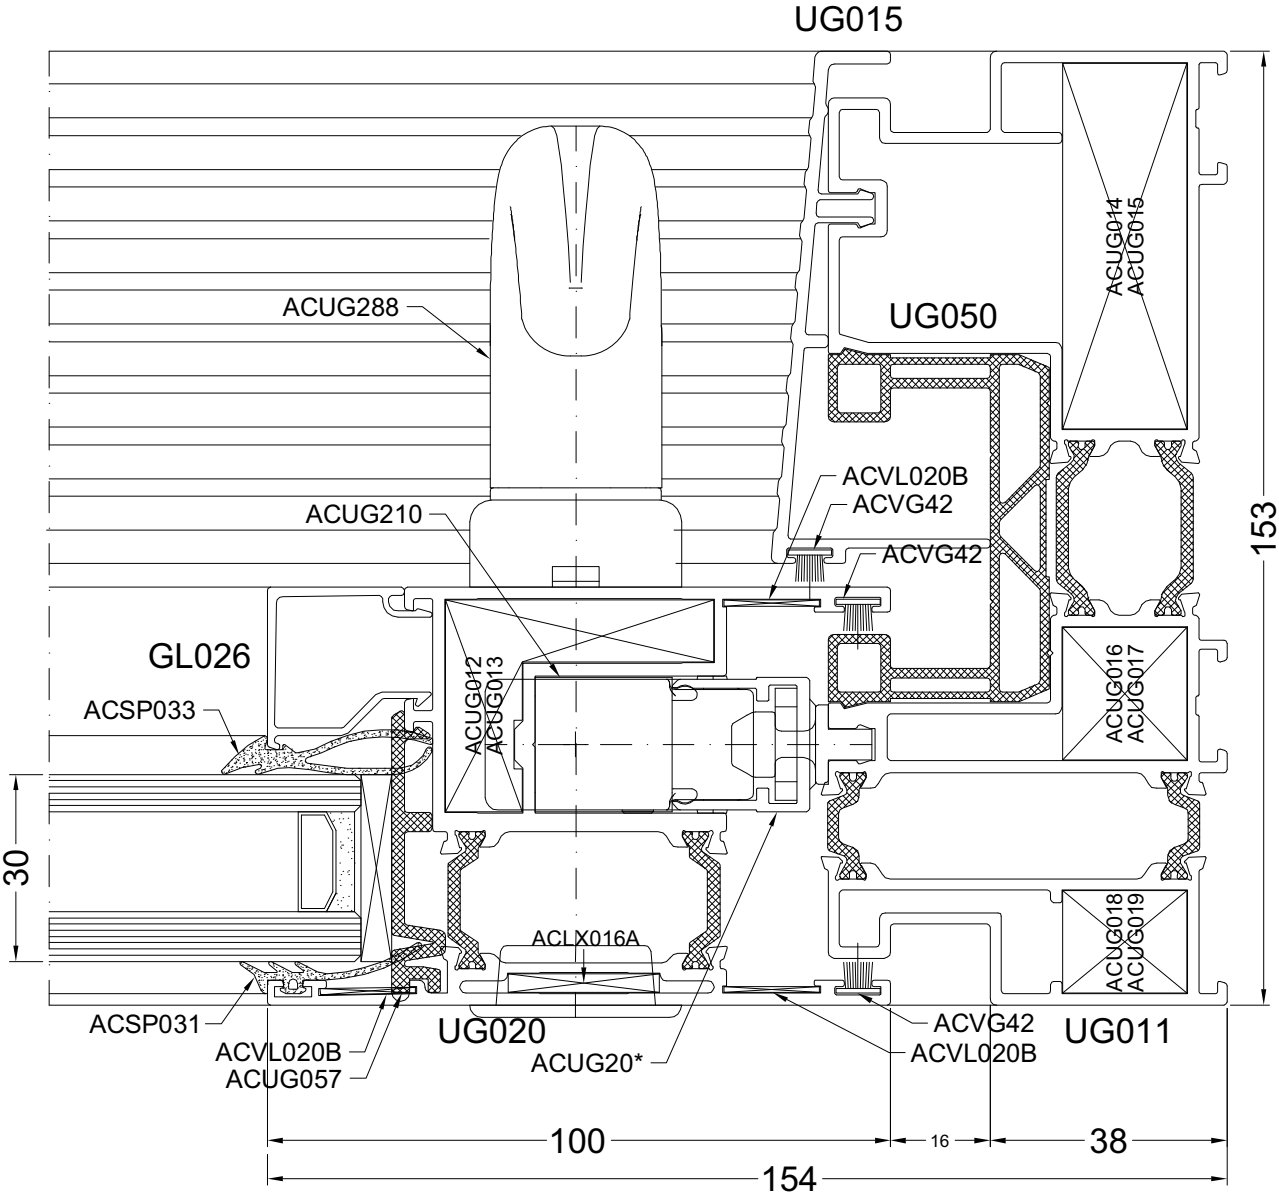 UG015
ACUG014
ACUG015
ACUG288
UG050
ACVL020B
ACVG42
ACUG210
153
ACVG42
GL026
ACUG012
ACUG013
ACUG016
ACUG017
ACSP033
30
ACLX016A
ACUG018
ACUG019
ACSP031
UG020
ACVG42
UG011
ACVL020B
ACUG20*
ACVL020B
ACUG057
100
16
38
154